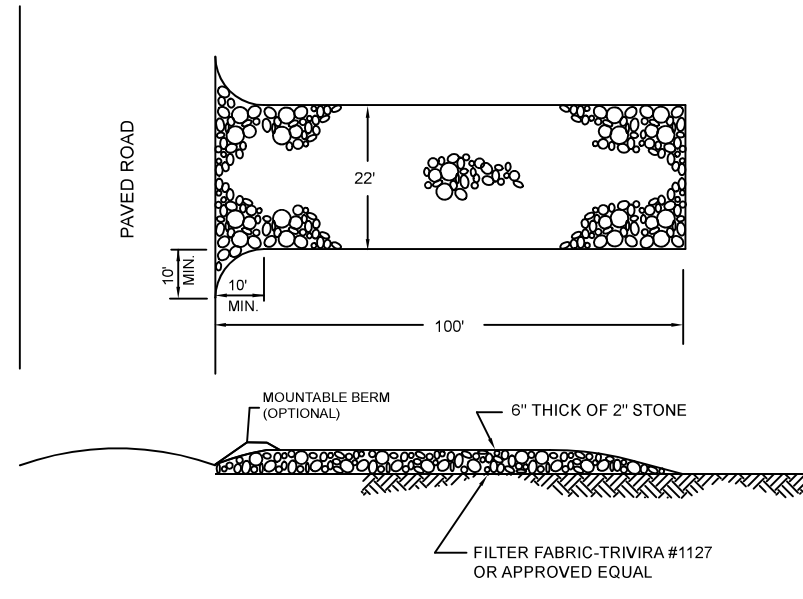 PAVED ROAD
22'
10'
MIN.
10'
MIN.
100'
MOUNTABLE BERM
(OPTIONAL)
6" THICK OF 2" STONE
FILTER FABRIC-TRIVIRA #1127
OR APPROVED EQUAL